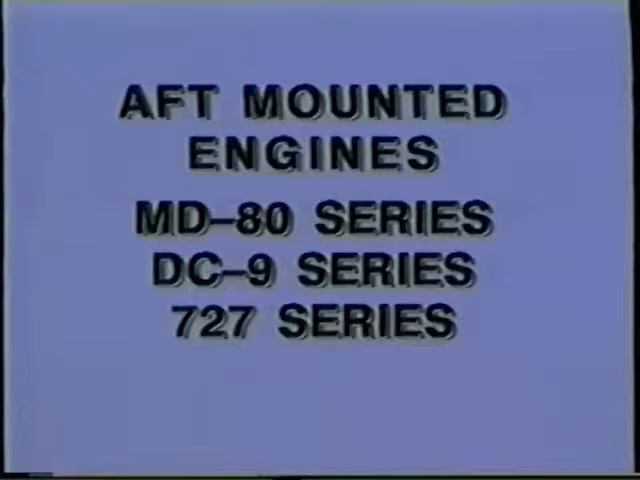 AFT MOUNTED
ENGINES
MD–80 SERIES
DC–9 SERIES
727 SERIES